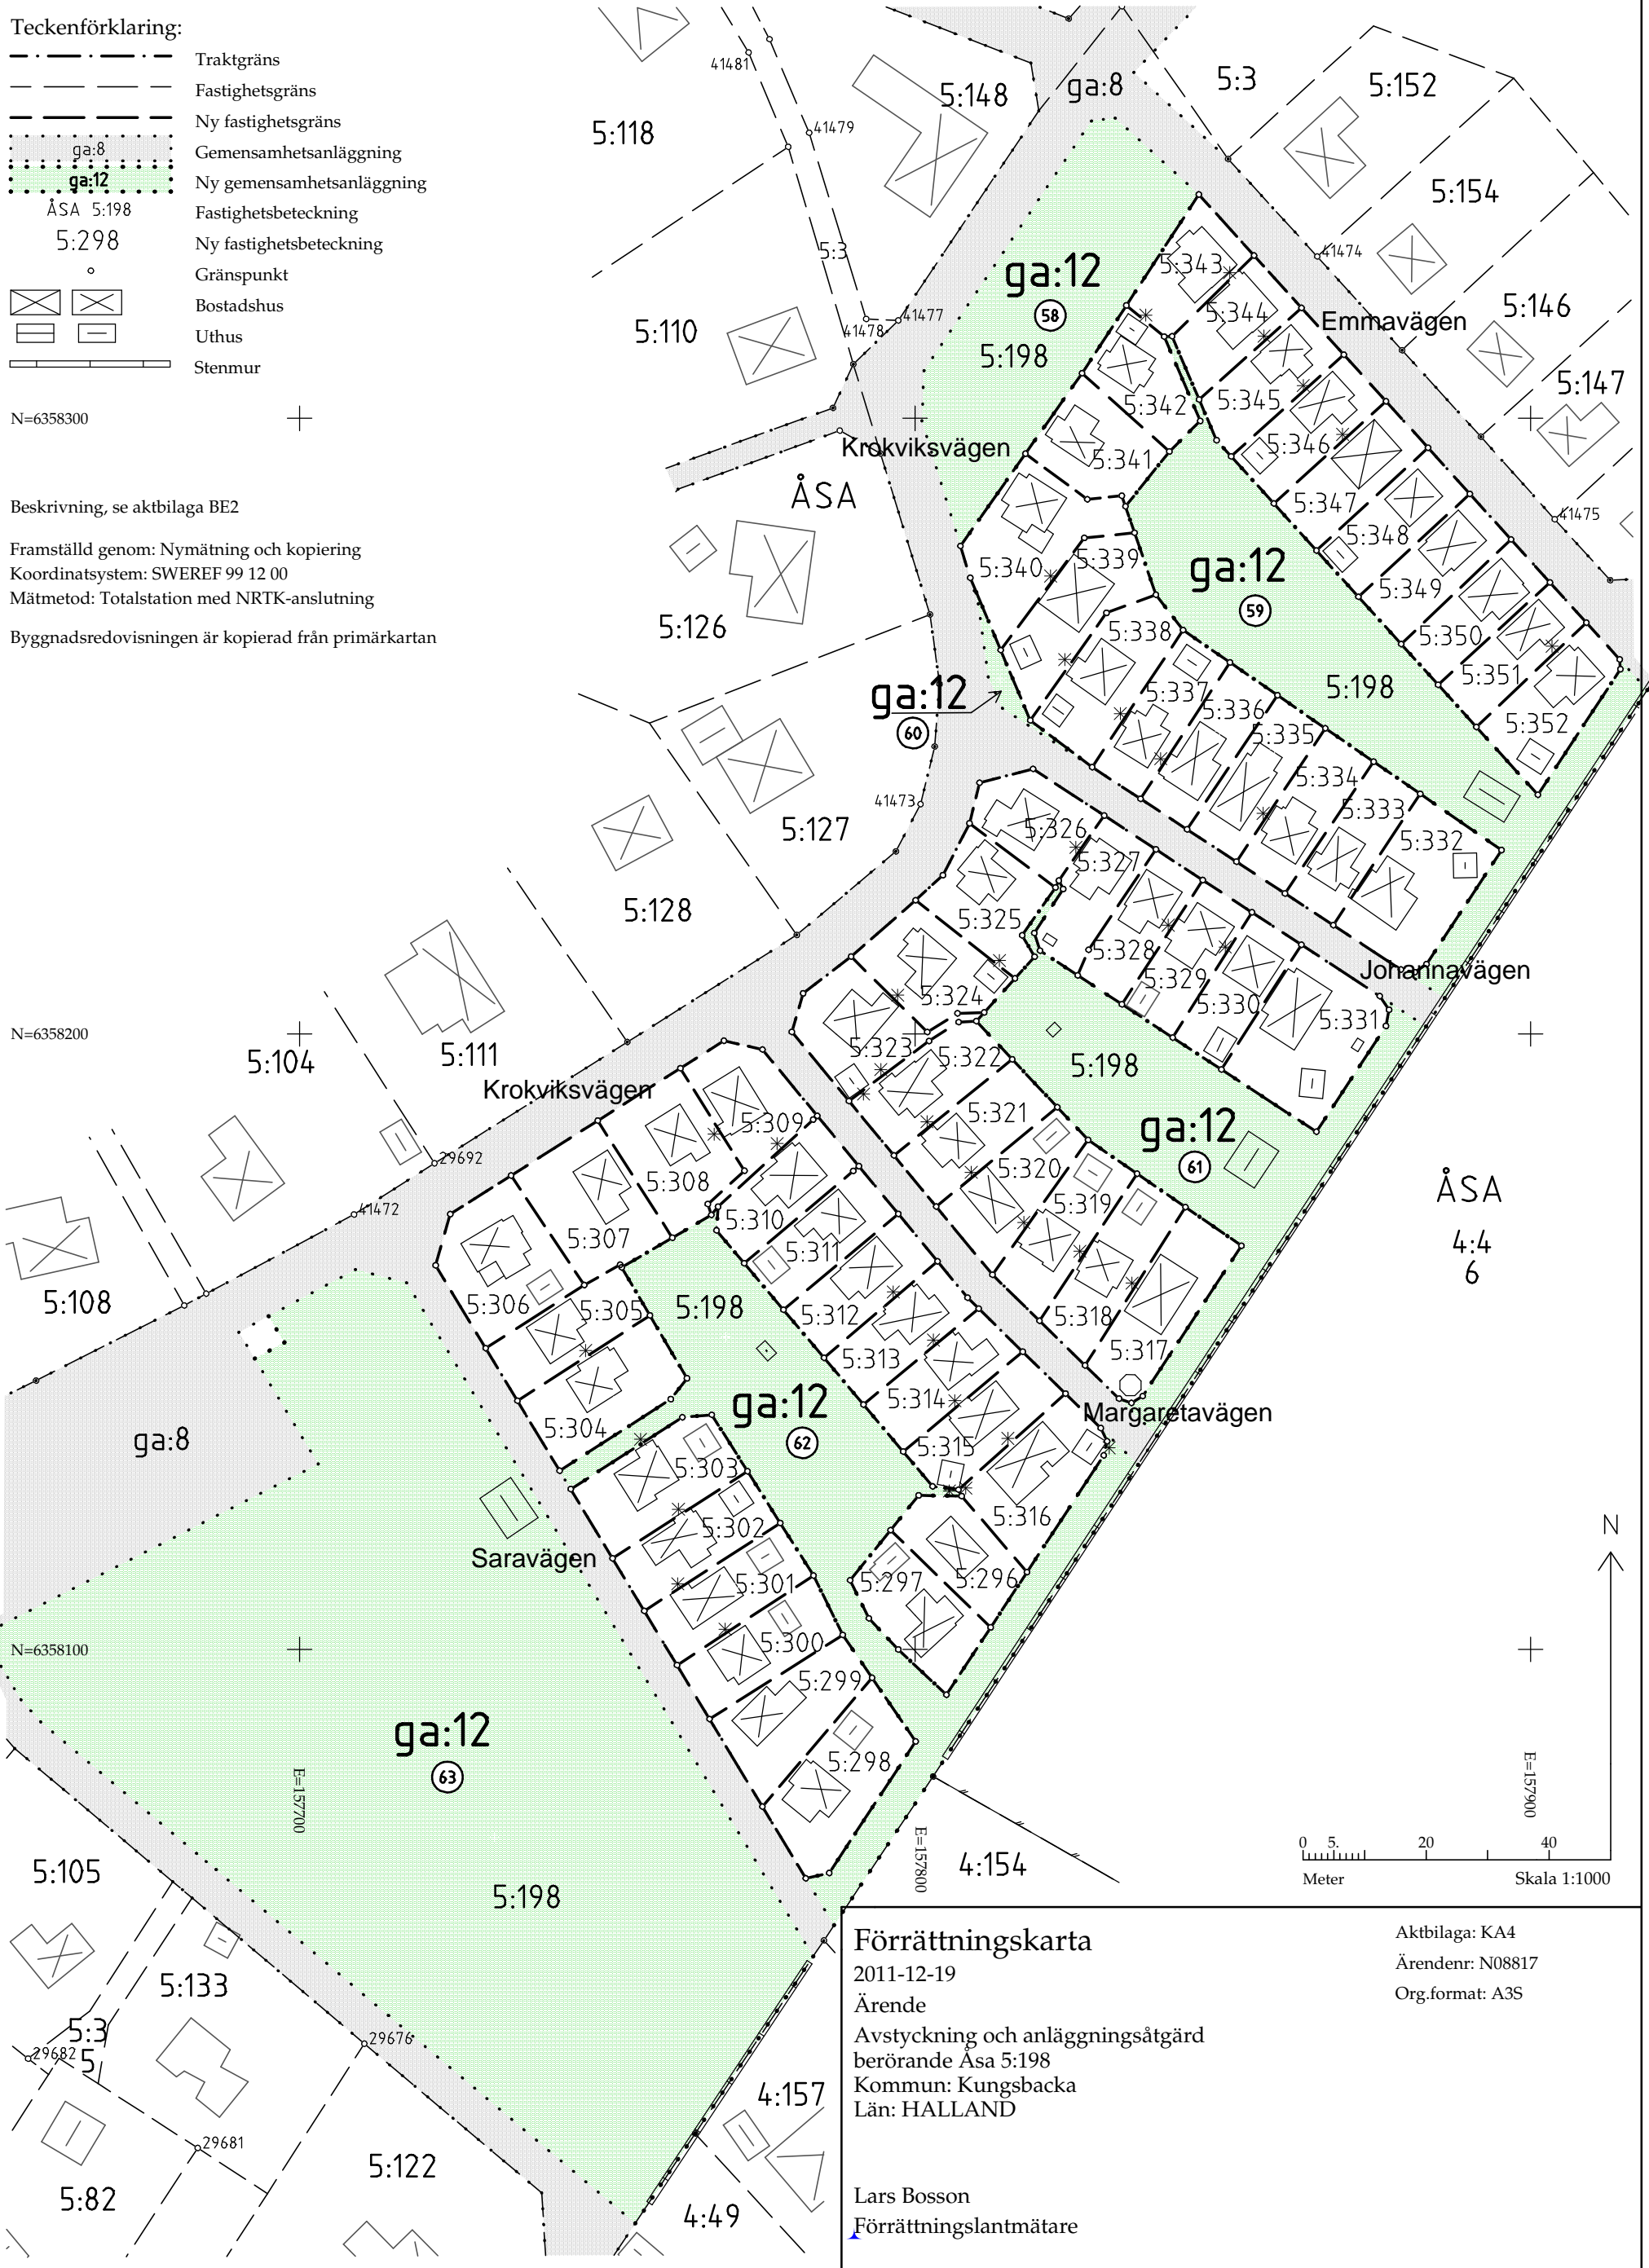 Teckenförklaring:
Traktgräns
Fastighetsgräns
Ny fastighetsgräns
ga:8 Gemensamhetsanläggning
ga:12 Ny gemensamhetsanläggning
ÅSA 5:198 Fastighetsbeteckning
5:298 Ny fastighetsbeteckning
Gränspunkt
Bostadshus
Uthus
Stenmur
N=6358300
Beskrivning, se aktbilaga BE2
Framställd genom: Nymätning och kopiering
Koordinatsystem: SWEREF 99 12 00
Mätmetod: Totalstation med NRTK-anslutning
Byggnadsredovisningen är kopierad från primärkartan
41481
5:148
ga:8
5:3
5:152
5:118
41479
5:154
5:3
41474
ga:12
58
5:343
5:344
5:146
Emmavägen
5:110
41477
41478
5:198
5:147
5:342
5:345
Krokviksvägen
5:341
5:346
ÅSA
5:347
41475
5:348
5:340
5:339
ga:12
59
5:349
5:126
5:338
5:350
5:351
5:198
5:337
5:336
5:335
5:352
ga:12
60
5:334
5:333
5:332
41473
5:127
5:326
5:327
5:128
5:325
5:328
5:329
5:330
5:331
Johannavägen
5:324
N=6358200
5:104
5:111
5:323
5:322
5:198
Krokviksvägen
5:321
5:309
ga:12
61
29692
5:320
5:308
5:319
ÅSA
4:4
6
41472
5:310
5:307
5:311
5:108
5:306
5:305
5:198
5:312
5:318
5:317
5:313
5:314
ga:12
62
Margaretavägen
5:304
ga:8
5:315
5:303
5:316
5:302
Saravägen
5:301
5:297
5:296
N
N=6358100
5:300
5:299
ga:12
63
5:298
E=157700
E=157800
E=157900
5:105
5:198
4:154
0 5. 20 40
Meter Skala 1:1000
5:133
5:3
5
29682
29676
29681
5:82
5:122
4:157
4:49
Förrättningskarta
2011-12-19
Ärende
Avstyckning och anläggningsåtgärd
berörande Åsa 5:198
Kommun: Kungsbacka
Län: HALLAND
Lars Bosson
Förrättningslantmätare
Aktbilaga: KA4
Ärendenr: N08817
Org.format: A3S